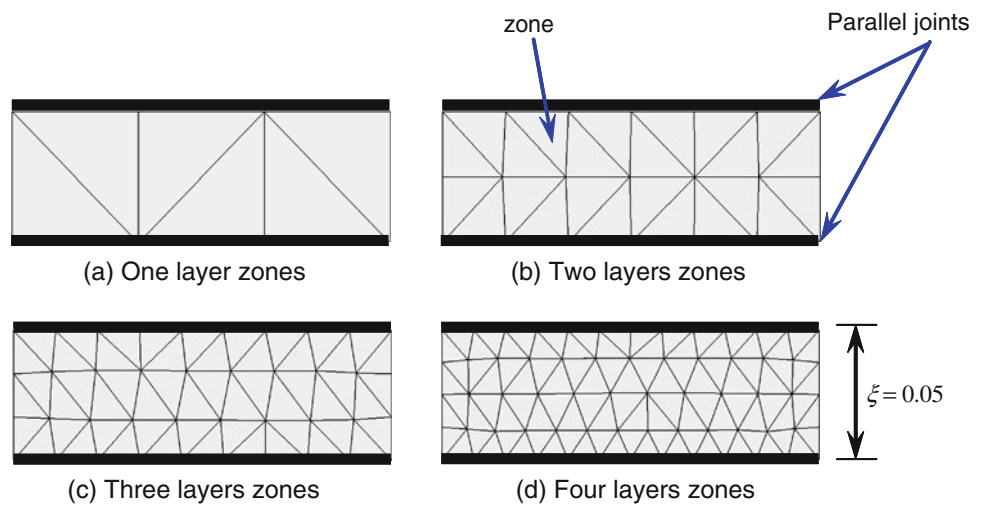 zone
Parallel joints
(a) One layer zones
(b) Two layers zones
(c) Three layers zones
(d) Four layers zones
ξ = 0.05